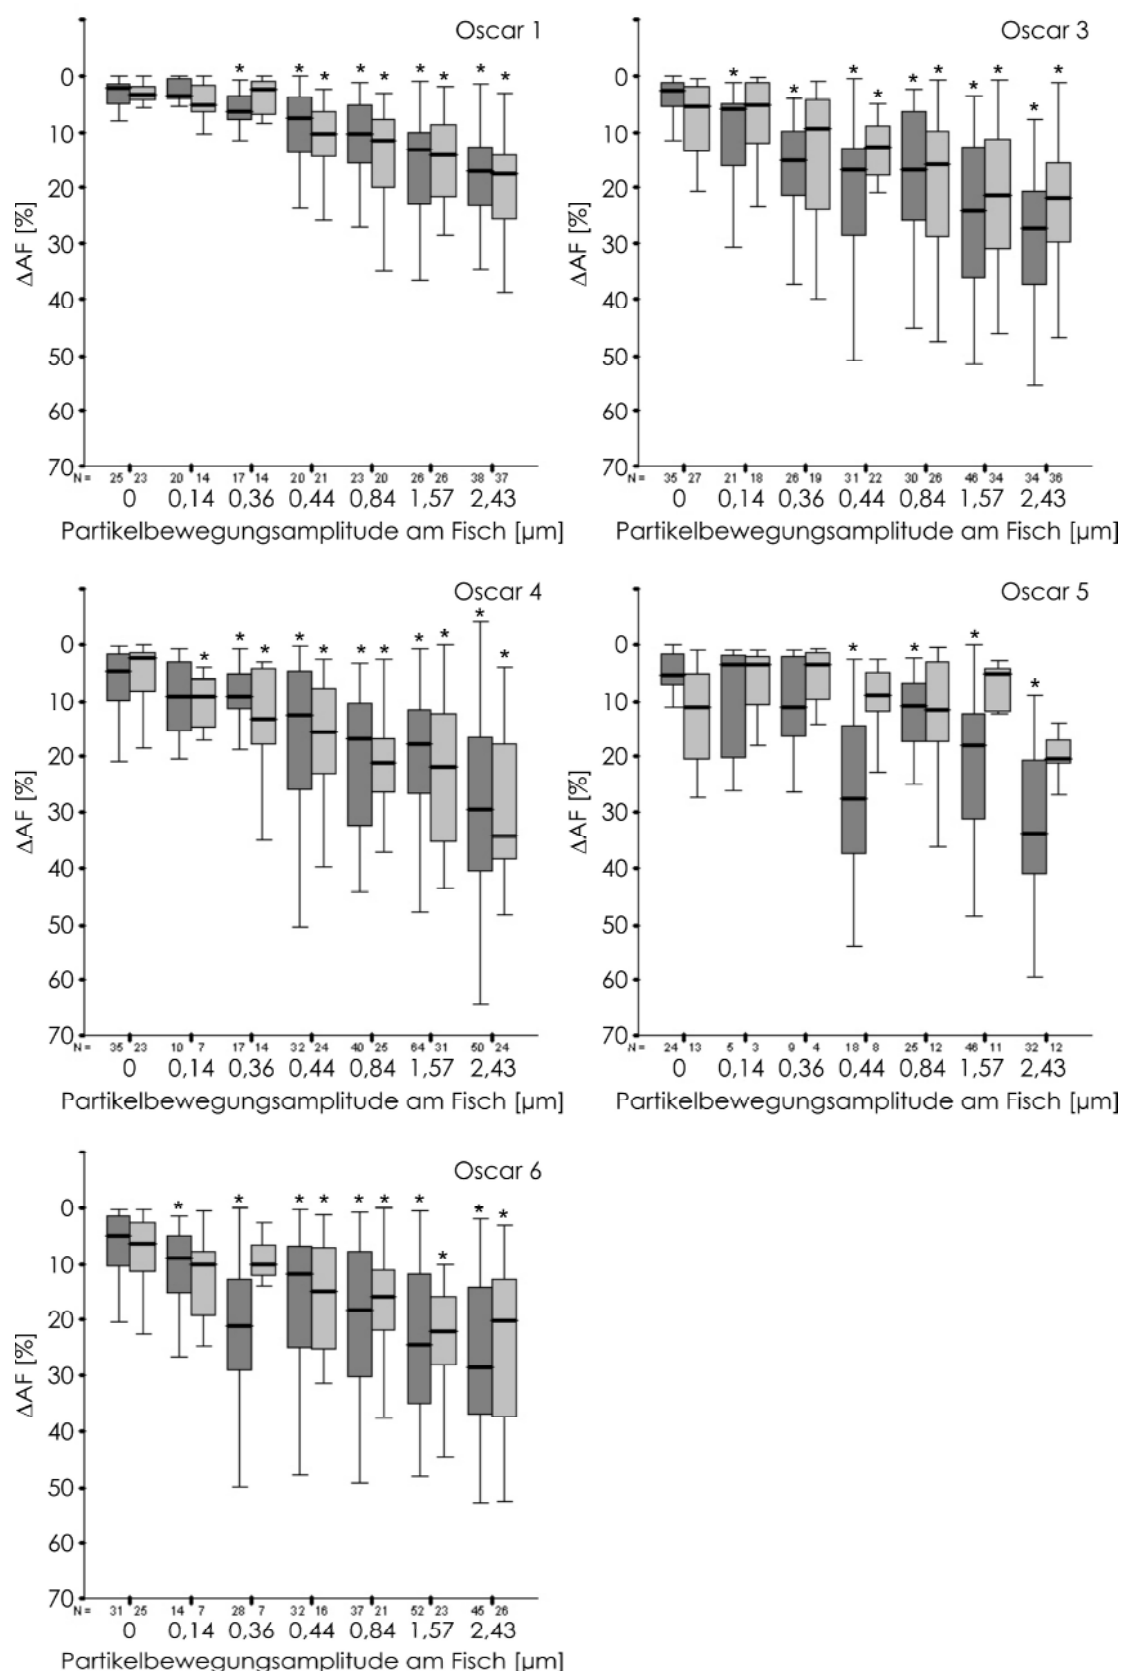 Oscar 1
* * * * * * * * *
0
10
20
30
40
50
60
70
ΔAF [%]
N = 25 23 20 14 17 14 20 21 23 20 26 26 38 37
0 0,14 0,36 0,44 0,84 1,57 2,43
Partikelbewegungsamplitude am Fisch [µm]
Oscar 3
* * * * * * * * * *
0
10
20
30
40
50
60
70
ΔAF [%]
N = 35 27 21 18 26 19 31 22 30 26 46 34 34 36
0 0,14 0,36 0,44 0,84 1,57 2,43
Partikelbewegungsamplitude am Fisch [µm]
Oscar 4
* * * * * * * * * * *
0
10
20
30
40
50
60
70
ΔAF [%]
N = 35 23 10 7 17 14 32 24 40 25 64 31 50 24
0 0,14 0,36 0,44 0,84 1,57 2,43
Partikelbewegungsamplitude am Fisch [µm]
Oscar 5
* * * *
0
10
20
30
40
50
60
70
ΔAF [%]
N = 24 13 5 3 9 4 18 8 25 12 46 11 32 12
0 0,14 0,36 0,44 0,84 1,57 2,43
Partikelbewegungsamplitude am Fisch [µm]
Oscar 6
* * * * * * * * * *
0
10
20
30
40
50
60
70
ΔAF [%]
N = 31 25 14 7 28 7 32 16 37 21 52 23 45 26
0 0,14 0,36 0,44 0,84 1,57 2,43
Partikelbewegungsamplitude am Fisch [µm]